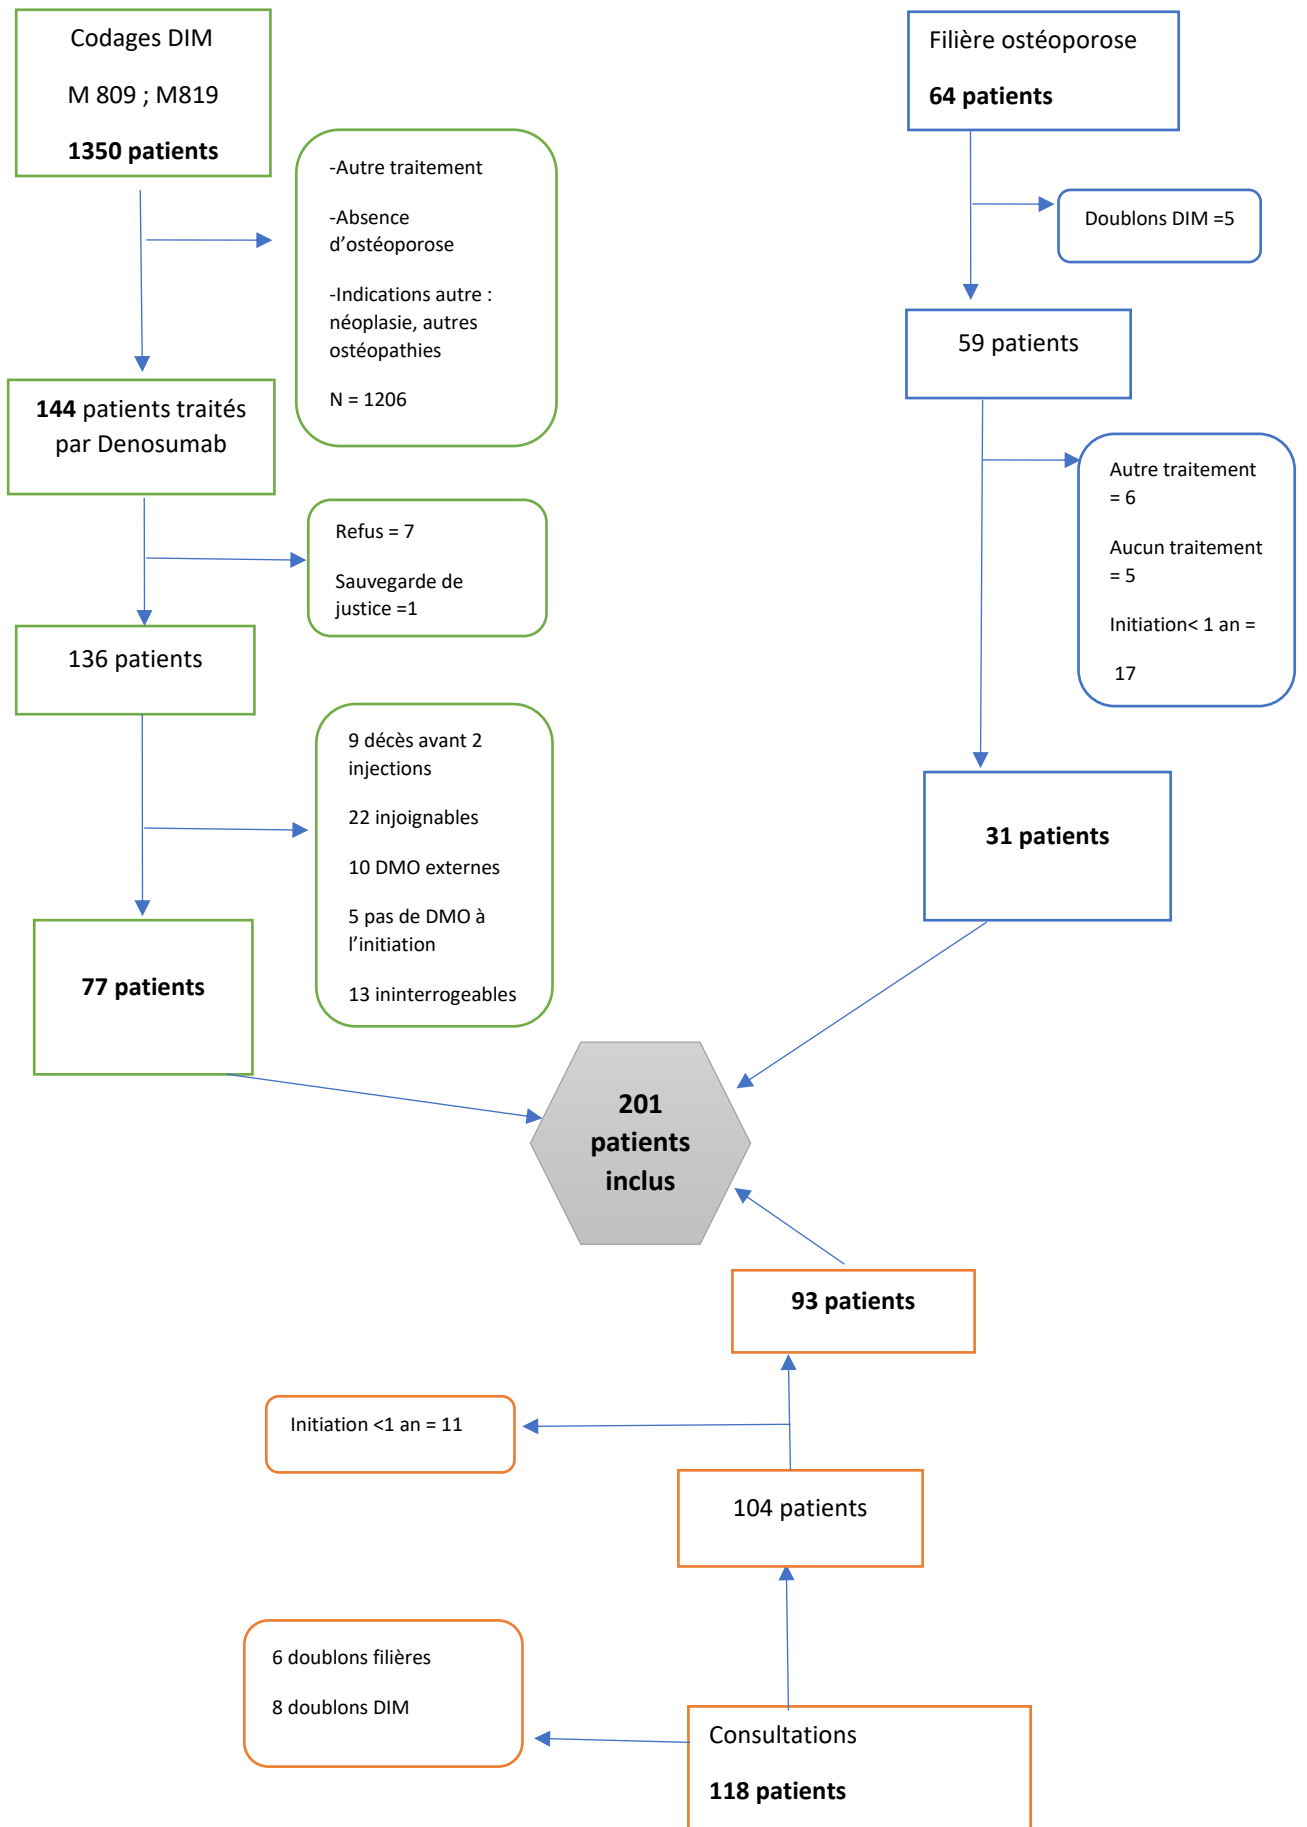 Codages DIM
M 809 ; M819
1350 patients
-Autre traitement
-Absence
d’ostéoporose
-Indications autre :
néoplasie, autres
ostéopathies
N = 1206
144 patients traités
par Denosumab
Refus = 7
Sauvegarde de
justice =1
136 patients
9 décès avant 2
injections
22 injoignables
10 DMO externes
5 pas de DMO à
l’initiation
13 ininterrogeables
77 patients
Filière ostéoporose
64 patients
Doublons DIM =5
59 patients
Autre traitement
= 6
Aucun traitement
= 5
Initiation< 1 an =
17
31 patients
201
patients
inclus
93 patients
Initiation <1 an = 11
104 patients
6 doublons filières
8 doublons DIM
Consultations
118 patients